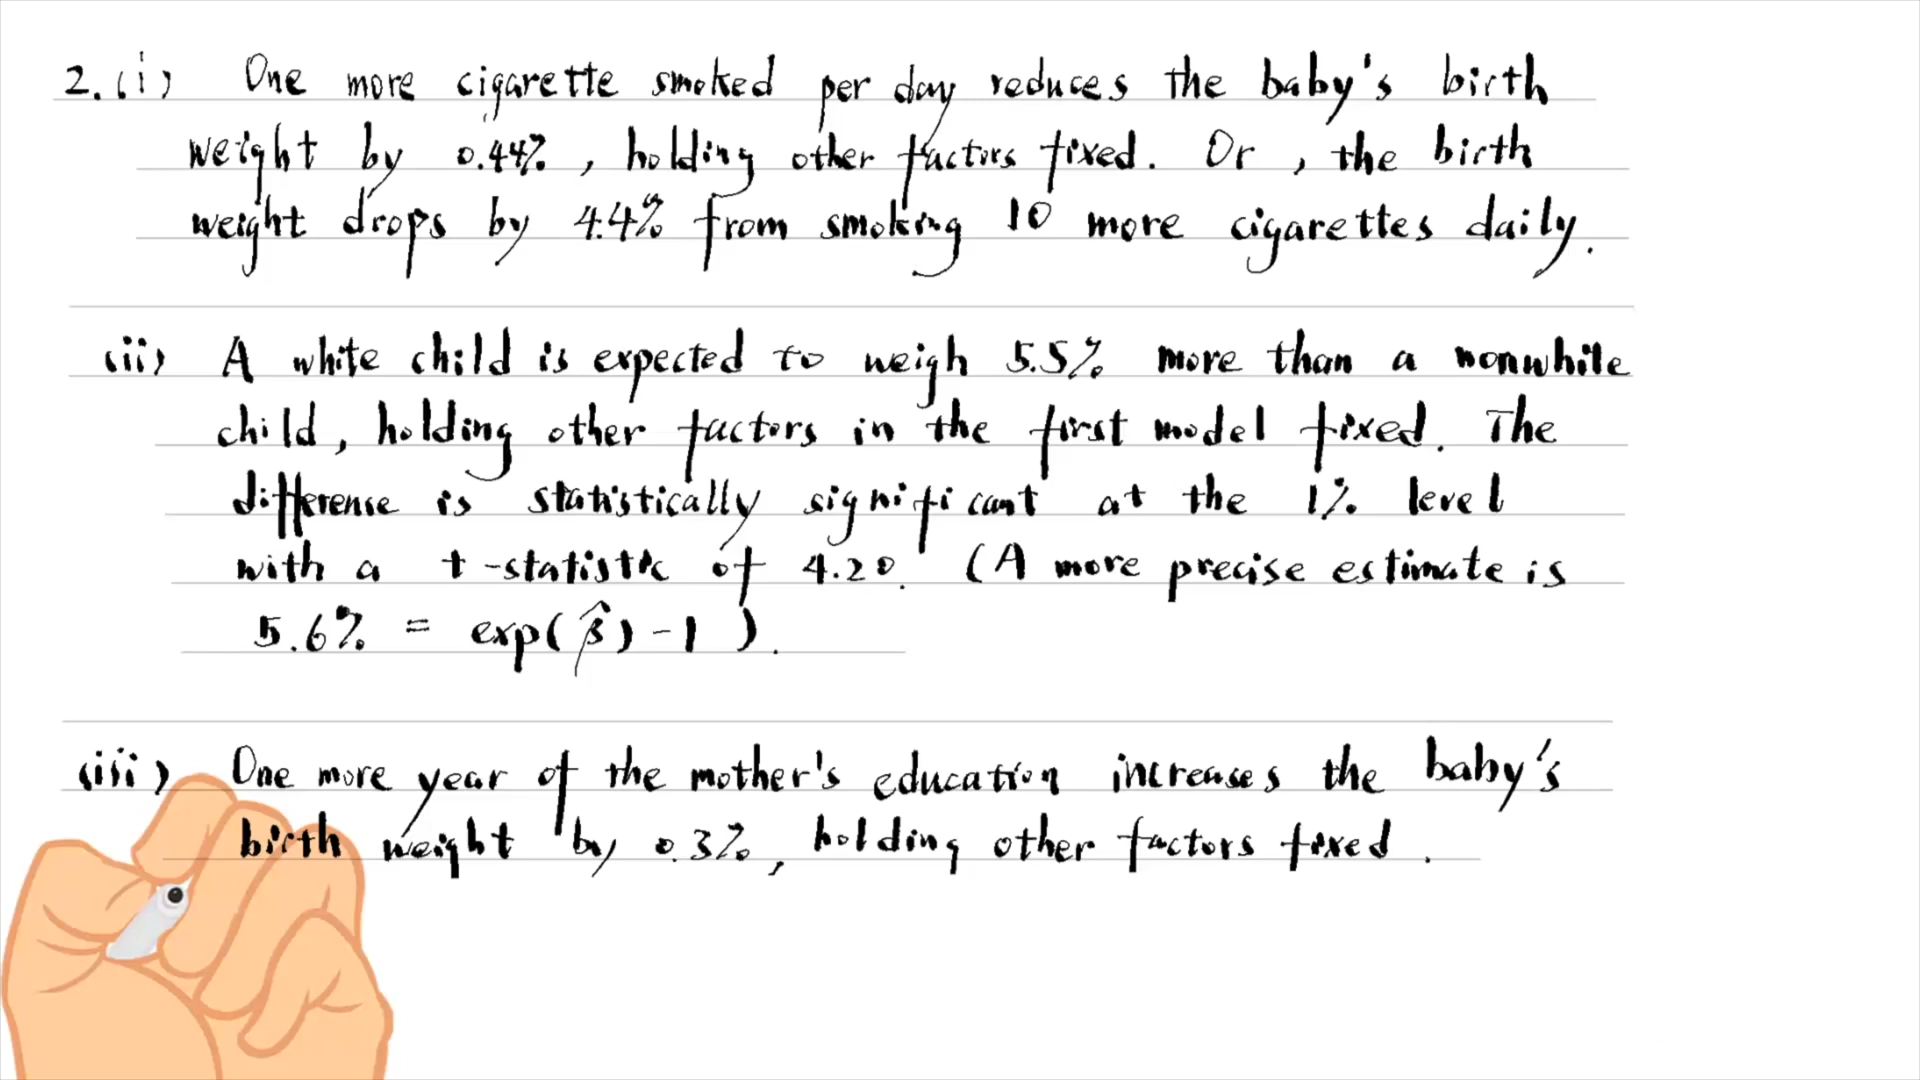 2. (i) One more cigarette smoked per day reduces the baby's birth
weight by 0.44%, holding other factors fixed. Or, the birth
weight drops by 4.4% from smoking 10 more cigarettes daily.
(ii) A white child is expected to weigh 5.5% more than a nonwhite
child, holding other factors in the first model fixed. The
difference is statistically significant at the 1% level
with a t-statistic of 4.20. (A more precise estimate is
5.6% = exp(β̂) - 1 ).
(iii) One more year of the mother's education increases the baby's
birth weight by 0.3%, holding other factors fixed.